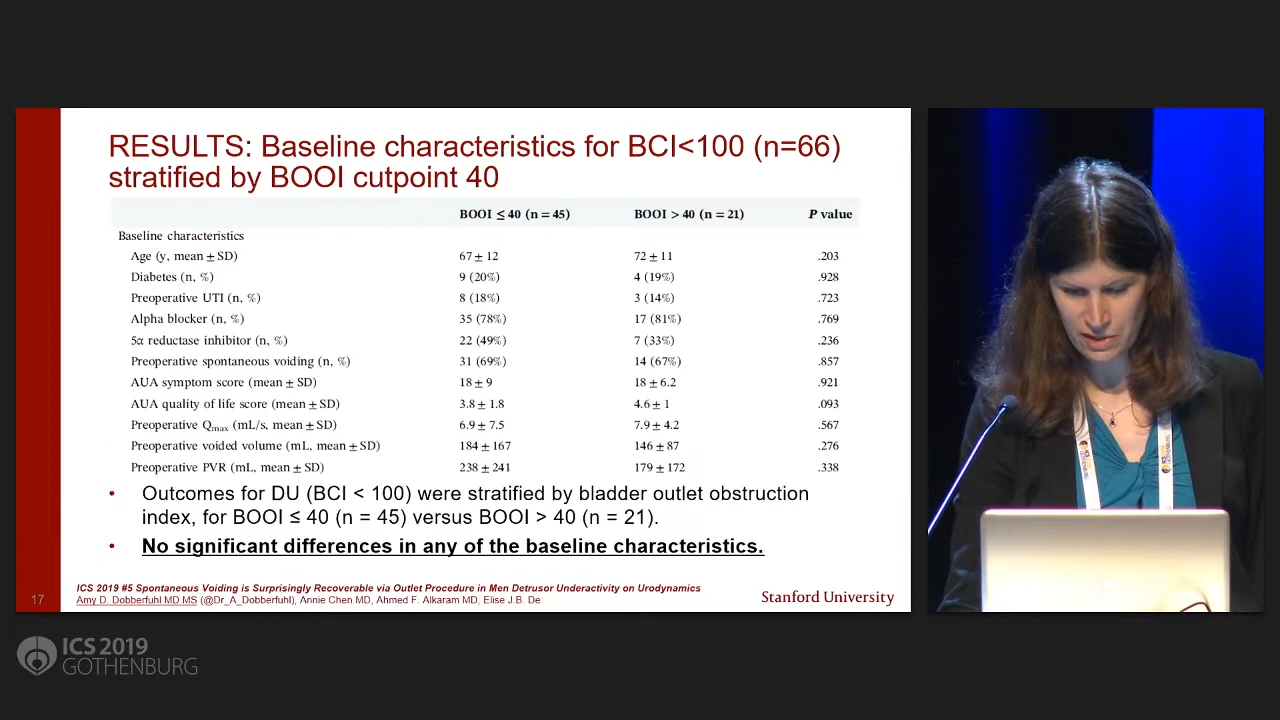 RESULTS: Baseline characteristics for BCI<100 (n=66)
stratified by BOOI cutpoint 40
BOOI ≤ 40 (n = 45) BOOI > 40 (n = 21) P value
Baseline characteristics
Age (y, mean ± SD) 67 ± 12 72 ± 11 .203
Diabetes (n, %) 9 (20%) 4 (19%) .928
Preoperative UTI (n, %) 8 (18%) 3 (14%) .723
Alpha blocker (n, %) 35 (78%) 17 (81%) .769
5α reductase inhibitor (n, %) 22 (49%) 7 (33%) .236
Preoperative spontaneous voiding (n, %) 31 (69%) 14 (67%) .857
AUA symptom score (mean ± SD) 18 ± 9 18 ± 6.2 .921
AUA quality of life score (mean ± SD) 3.8 ± 1.8 4.6 ± 1 .093
Preoperative Qmax (mL/s, mean ± SD) 6.9 ± 7.5 7.9 ± 4.2 .567
Preoperative voided volume (mL, mean ± SD) 184 ± 167 146 ± 87 .276
Preoperative PVR (mL, mean ± SD) 238 ± 241 179 ± 172 .338
• Outcomes for DU (BCI < 100) were stratified by bladder outlet obstruction
index, for BOOI ≤ 40 (n = 45) versus BOOI > 40 (n = 21).
• No significant differences in any of the baseline characteristics.
ICS 2019 #5 Spontaneous Voiding is Surprisingly Recoverable via Outlet Procedure in Men Detrusor Underactivity on Urodynamics
17 Amy D. Dobberfuhl MD MS (@Dr_A_Dobberfuhl), Annie Chen MD, Ahmed F. Alkaram MD, Elise J.B. De
Stanford University
ICS 2019
GOTHENBURG